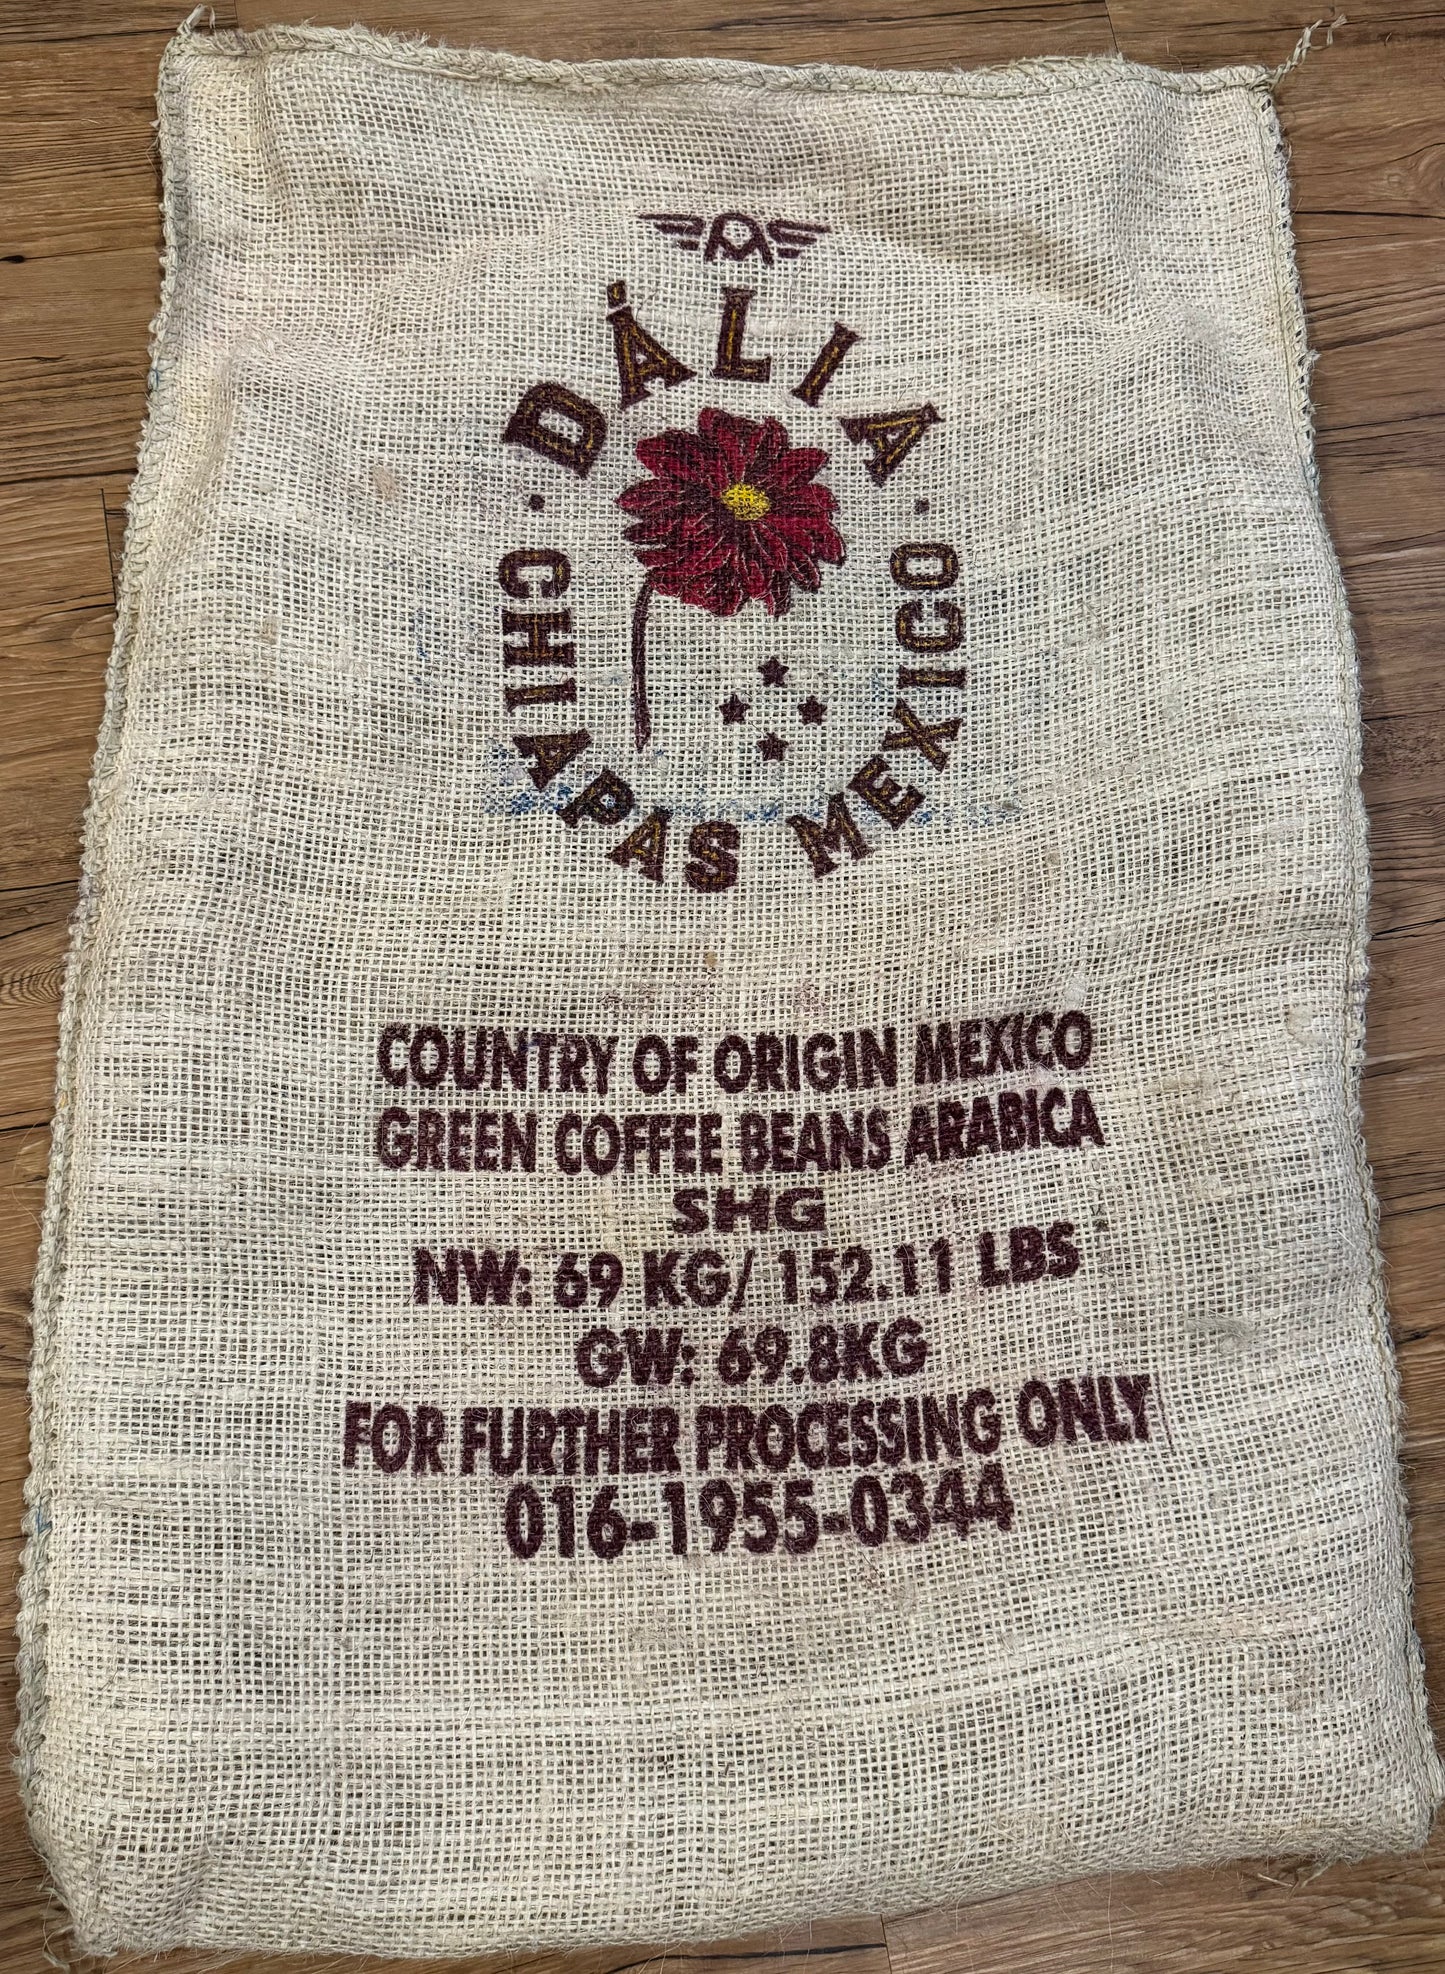 DÁLIA
· CHIAPAS MEXICO ·
COUNTRY OF ORIGIN MEXICO
GREEN COFFEE BEANS ARABICA
SHG
NW: 69 KG/ 152.11 LBS
GW: 69.8KG
FOR FURTHER PROCESSING ONLY
016-1955-0344